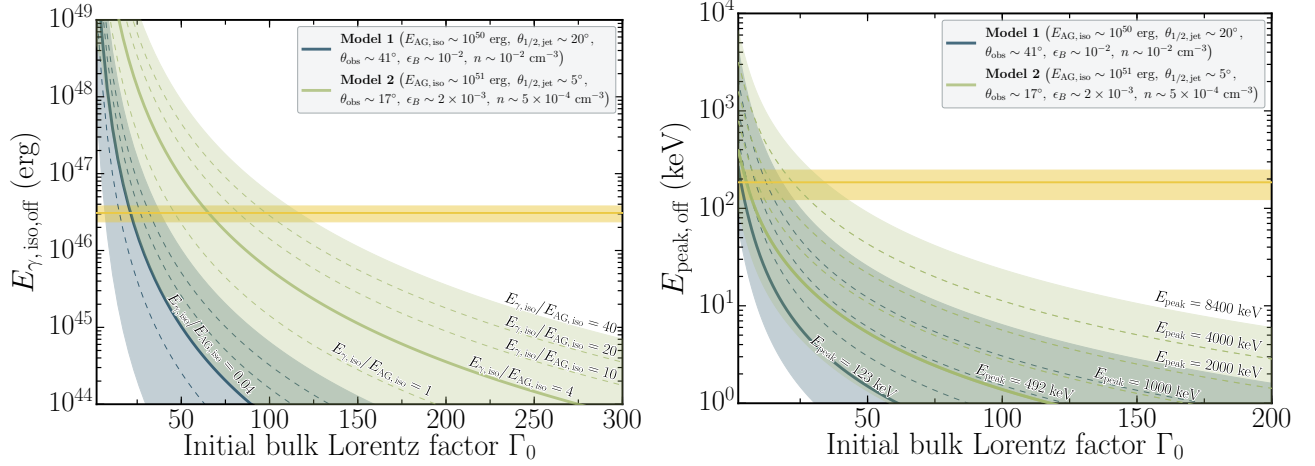 10^49
10^48
10^47
10^46
10^45
10^44
E_γ,iso,off (erg)
Model 1 (E_AG,iso ∼ 10^50 erg, θ_1/2,jet ∼ 20°,
θ_obs ∼ 41°, ϵ_B ∼ 10^−2, n ∼ 10^−2 cm^−3)
Model 2 (E_AG,iso ∼ 10^51 erg, θ_1/2,jet ∼ 5°,
θ_obs ∼ 17°, ϵ_B ∼ 2 × 10^−3, n ∼ 5 × 10^−4 cm^−3)
E_γ,iso/E_AG,iso = 0.04
E_γ,iso/E_AG,iso = 1
E_γ,iso/E_AG,iso = 4
E_γ,iso/E_AG,iso = 10
E_γ,iso/E_AG,iso = 20
E_γ,iso/E_AG,iso = 40
50 100 150 200 250 300
Initial bulk Lorentz factor Γ_0
10^4
10^3
10^2
10^1
10^0
E_peak, off (keV)
Model 1 (E_AG,iso ∼ 10^50 erg, θ_1/2,jet ∼ 20°,
θ_obs ∼ 41°, ϵ_B ∼ 10^−2, n ∼ 10^−2 cm^−3)
Model 2 (E_AG,iso ∼ 10^51 erg, θ_1/2,jet ∼ 5°,
θ_obs ∼ 17°, ϵ_B ∼ 2 × 10^−3, n ∼ 5 × 10^−4 cm^−3)
E_peak = 8400 keV
E_peak = 4000 keV
E_peak = 2000 keV
E_peak = 1000 keV
E_peak = 492 keV
E_peak = 123 keV
50 100 150 200
Initial bulk Lorentz factor Γ_0